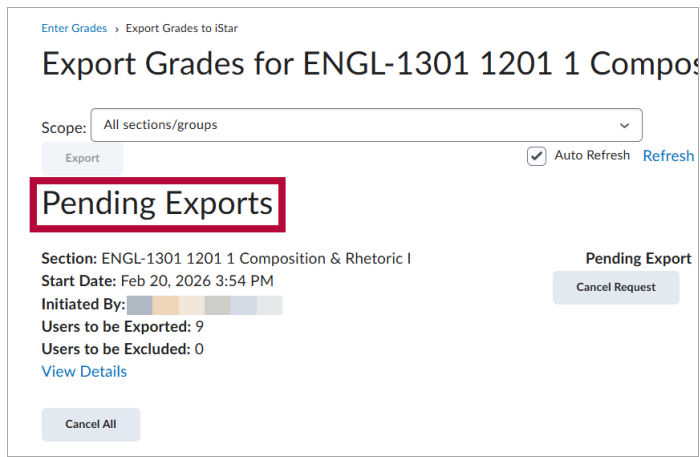 Enter Grades › Export Grades to iStar
Export Grades for ENGL-1301 1201 1 Compos
Scope: All sections/groups
Export Auto Refresh Refresh
Pending Exports
Section: ENGL-1301 1201 1 Composition & Rhetoric I Pending Export
Start Date: Feb 20, 2026 3:54 PM Cancel Request
Initiated By:
Users to be Exported: 9
Users to be Excluded: 0
View Details
Cancel All